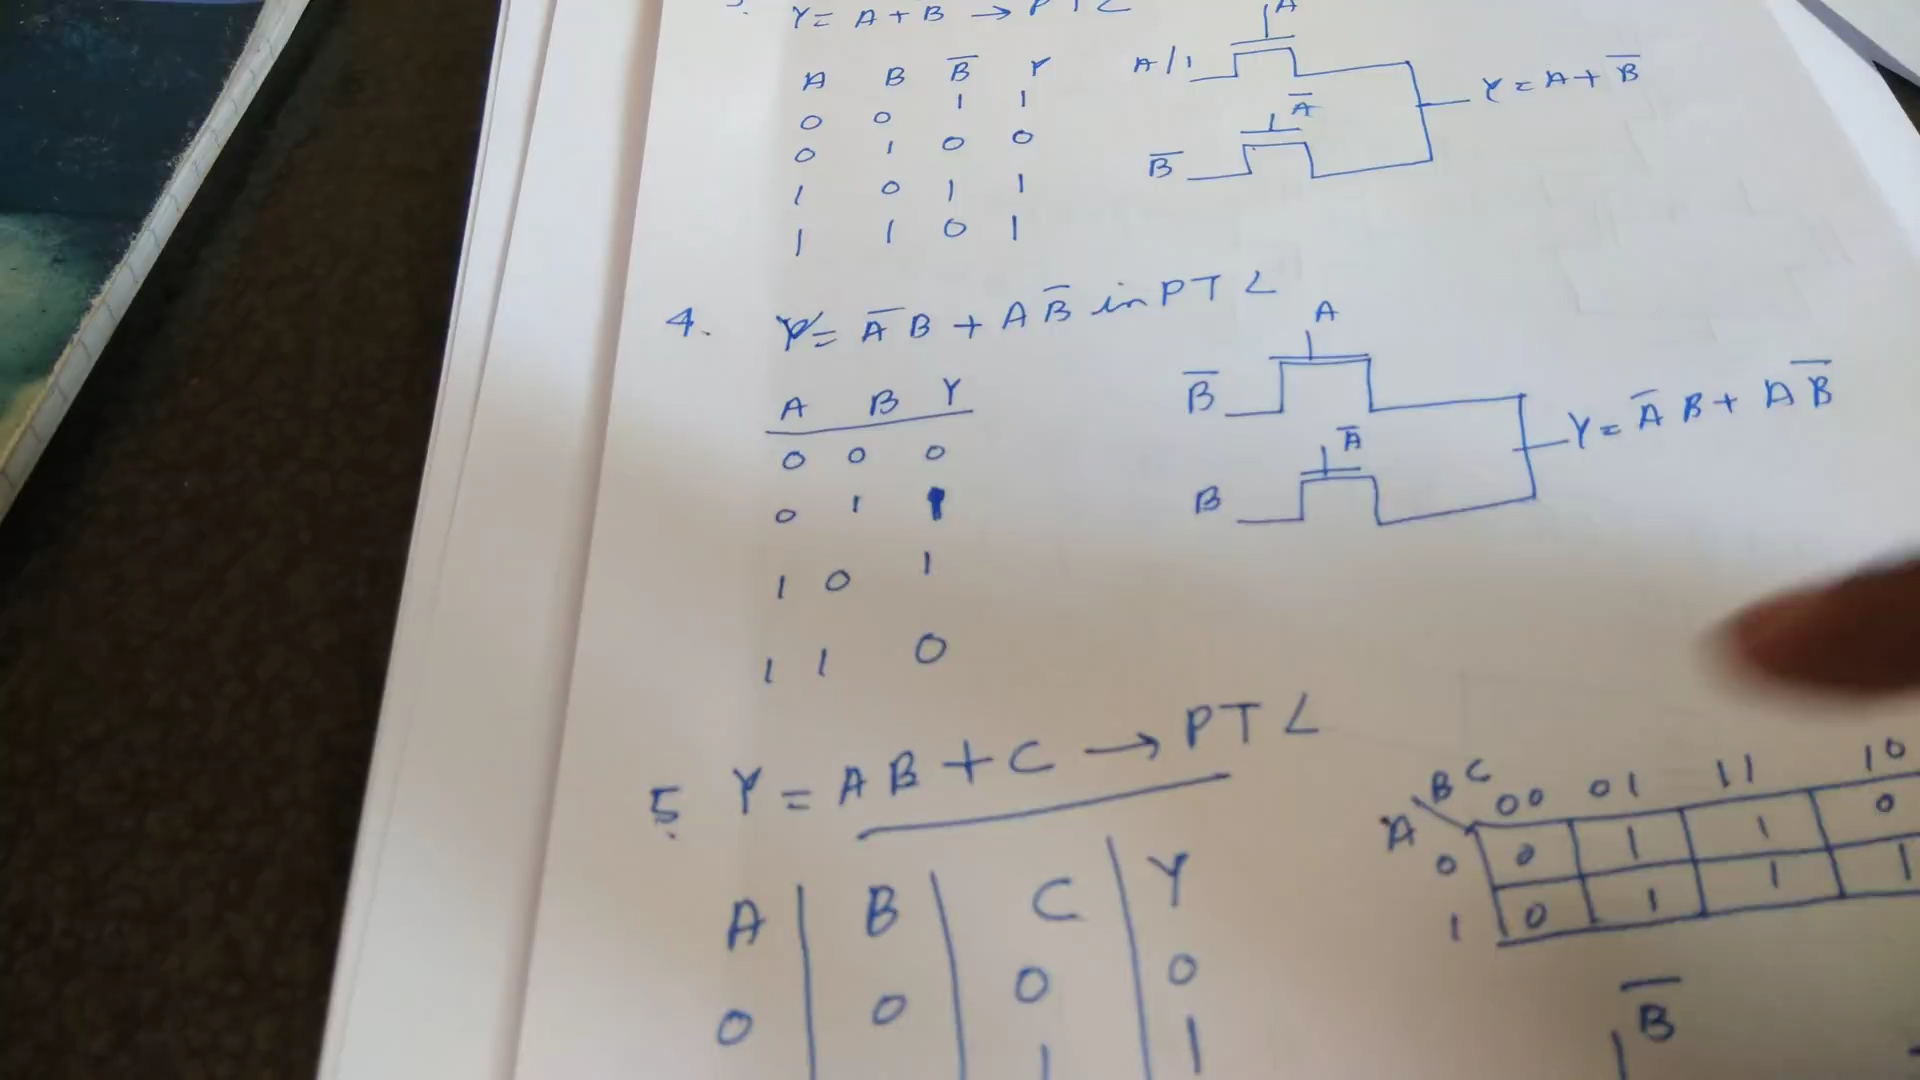 Y = A + B̅ → PTL
A B B̅ Y
0 0 1 1
0 1 0 0
1 0 1 1
1 1 0 1
A
A/1
A̅
B̅
Y = A + B̅
4. Y = A̅B + AB̅ in PTL
A B Y
0 0 0
0 1 1
1 0 1
1 1 0
A
B̅
A̅
B
Y = A̅B + AB̅
5. Y = AB + C → PTL
A B C Y
0 0 0 0
1 1
BC 00 01 11 10
A
0 0 1 1 0
1 0 1 1 1
B̅